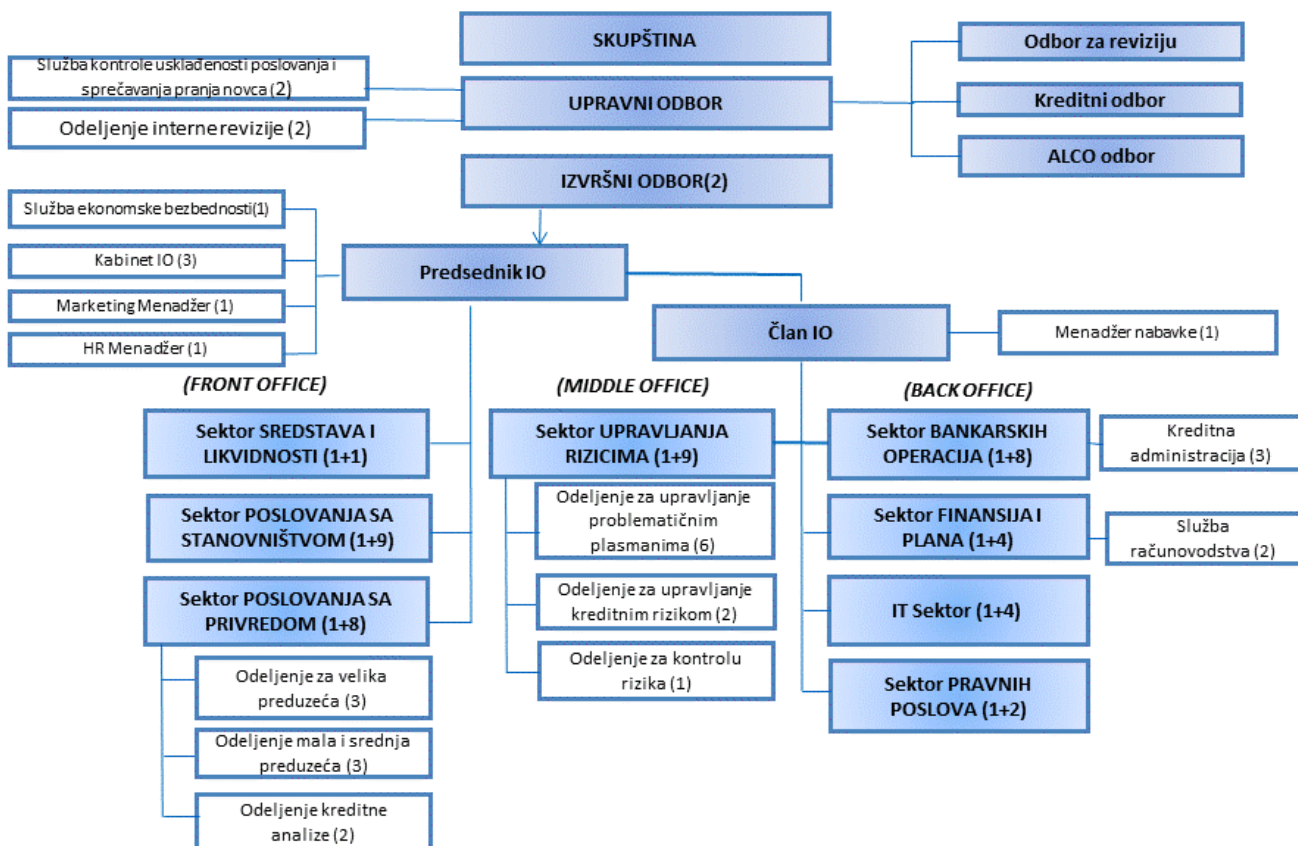 SKUPŠTINA
Odbor za reviziju
Služba kontrole usklađenosti poslovanja i
sprečavanja pranja novca (2)
UPRAVNI ODBOR
Kreditni odbor
Odeljenje interne revizije (2)
ALCO odbor
IZVRŠNI ODBOR(2)
Služba ekonomske bezbednosti(1)
Kabinet IO (3)
Marketing Menadžer (1)
HR Menadžer (1)
Predsednik IO
Član IO
Menadžer nabavke (1)
(FRONT OFFICE)
Sektor SREDSTAVA I
LIKVIDNOSTI (1+1)
Sektor POSLOVANJA SA
STANOVNIŠTVOM (1+9)
Sektor POSLOVANJA SA
PRIVREDOM (1+8)
Odeljenje za velika
preduzeća (3)
Odeljenje mala i srednja
preduzeća (3)
Odeljenje kreditne
analize (2)
(MIDDLE OFFICE)
Sektor UPRAVLJANJA
RIZICIMA (1+9)
Odeljenje za upravljanje
problematičnim
plasmanima (6)
Odeljenje za upravljanje
kreditnim rizikom (2)
Odeljenje za kontrolu
rizika (1)
(BACK OFFICE)
Sektor BANKARSKIH
OPERACIJA (1+8)
Kreditna
administracija (3)
Sektor FINANSIJA I
PLANA (1+4)
Služba
računovodstva (2)
IT Sektor (1+4)
Sektor PRAVNIH
POSLOVA (1+2)